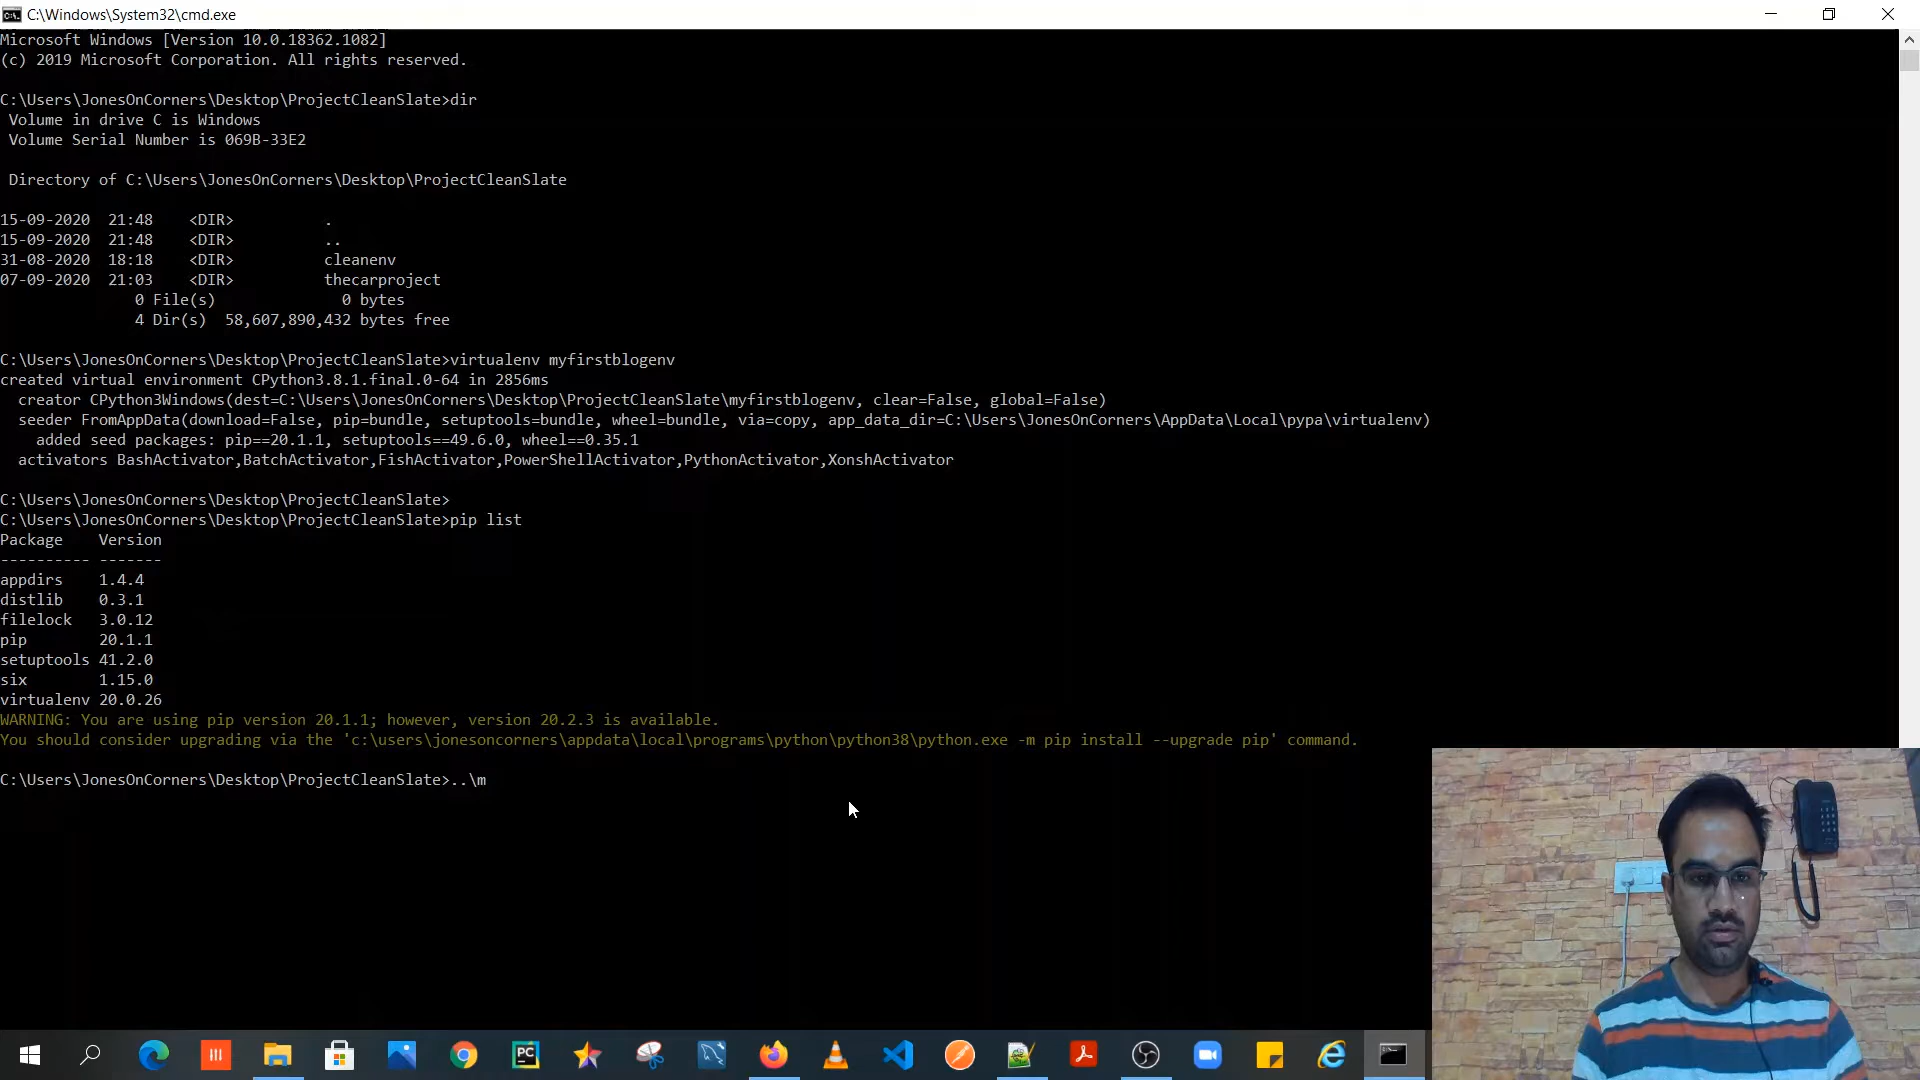 C:\Windows\System32\cmd.exe
Microsoft Windows [Version 10.0.18362.1082]
(c) 2019 Microsoft Corporation. All rights reserved.
C:\Users\JonesOnCorners\Desktop\ProjectCleanSlate>dir
Volume in drive C is Windows
Volume Serial Number is 069B-33E2
Directory of C:\Users\JonesOnCorners\Desktop\ProjectCleanSlate
15-09-2020  21:48    <DIR>          .
15-09-2020  21:48    <DIR>          ..
31-08-2020  18:18    <DIR>          cleanenv
07-09-2020  21:03    <DIR>          thecarproject
0 File(s)              0 bytes
4 Dir(s)  58,607,890,432 bytes free
C:\Users\JonesOnCorners\Desktop\ProjectCleanSlate>virtualenv myfirstblogenv
created virtual environment CPython3.8.1.final.0-64 in 2856ms
creator CPython3Windows(dest=C:\Users\JonesOnCorners\Desktop\ProjectCleanSlate\myfirstblogenv, clear=False, global=False)
seeder FromAppData(download=False, pip=bundle, setuptools=bundle, wheel=bundle, via=copy, app_data_dir=C:\Users\JonesOnCorners\AppData\Local\pypa\virtualenv)
added seed packages: pip==20.1.1, setuptools==49.6.0, wheel==0.35.1
activators BashActivator,BatchActivator,FishActivator,PowerShellActivator,PythonActivator,XonshActivator
C:\Users\JonesOnCorners\Desktop\ProjectCleanSlate>
C:\Users\JonesOnCorners\Desktop\ProjectCleanSlate>pip list
Package    Version
---------- -------
appdirs    1.4.4
distlib    0.3.1
filelock   3.0.12
pip        20.1.1
setuptools 41.2.0
six        1.15.0
virtualenv 20.0.26
WARNING: You are using pip version 20.1.1; however, version 20.2.3 is available.
You should consider upgrading via the 'c:\users\jonesoncorners\appdata\local\programs\python\python38\python.exe -m pip install --upgrade pip' command.
C:\Users\JonesOnCorners\Desktop\ProjectCleanSlate>..\m
PC